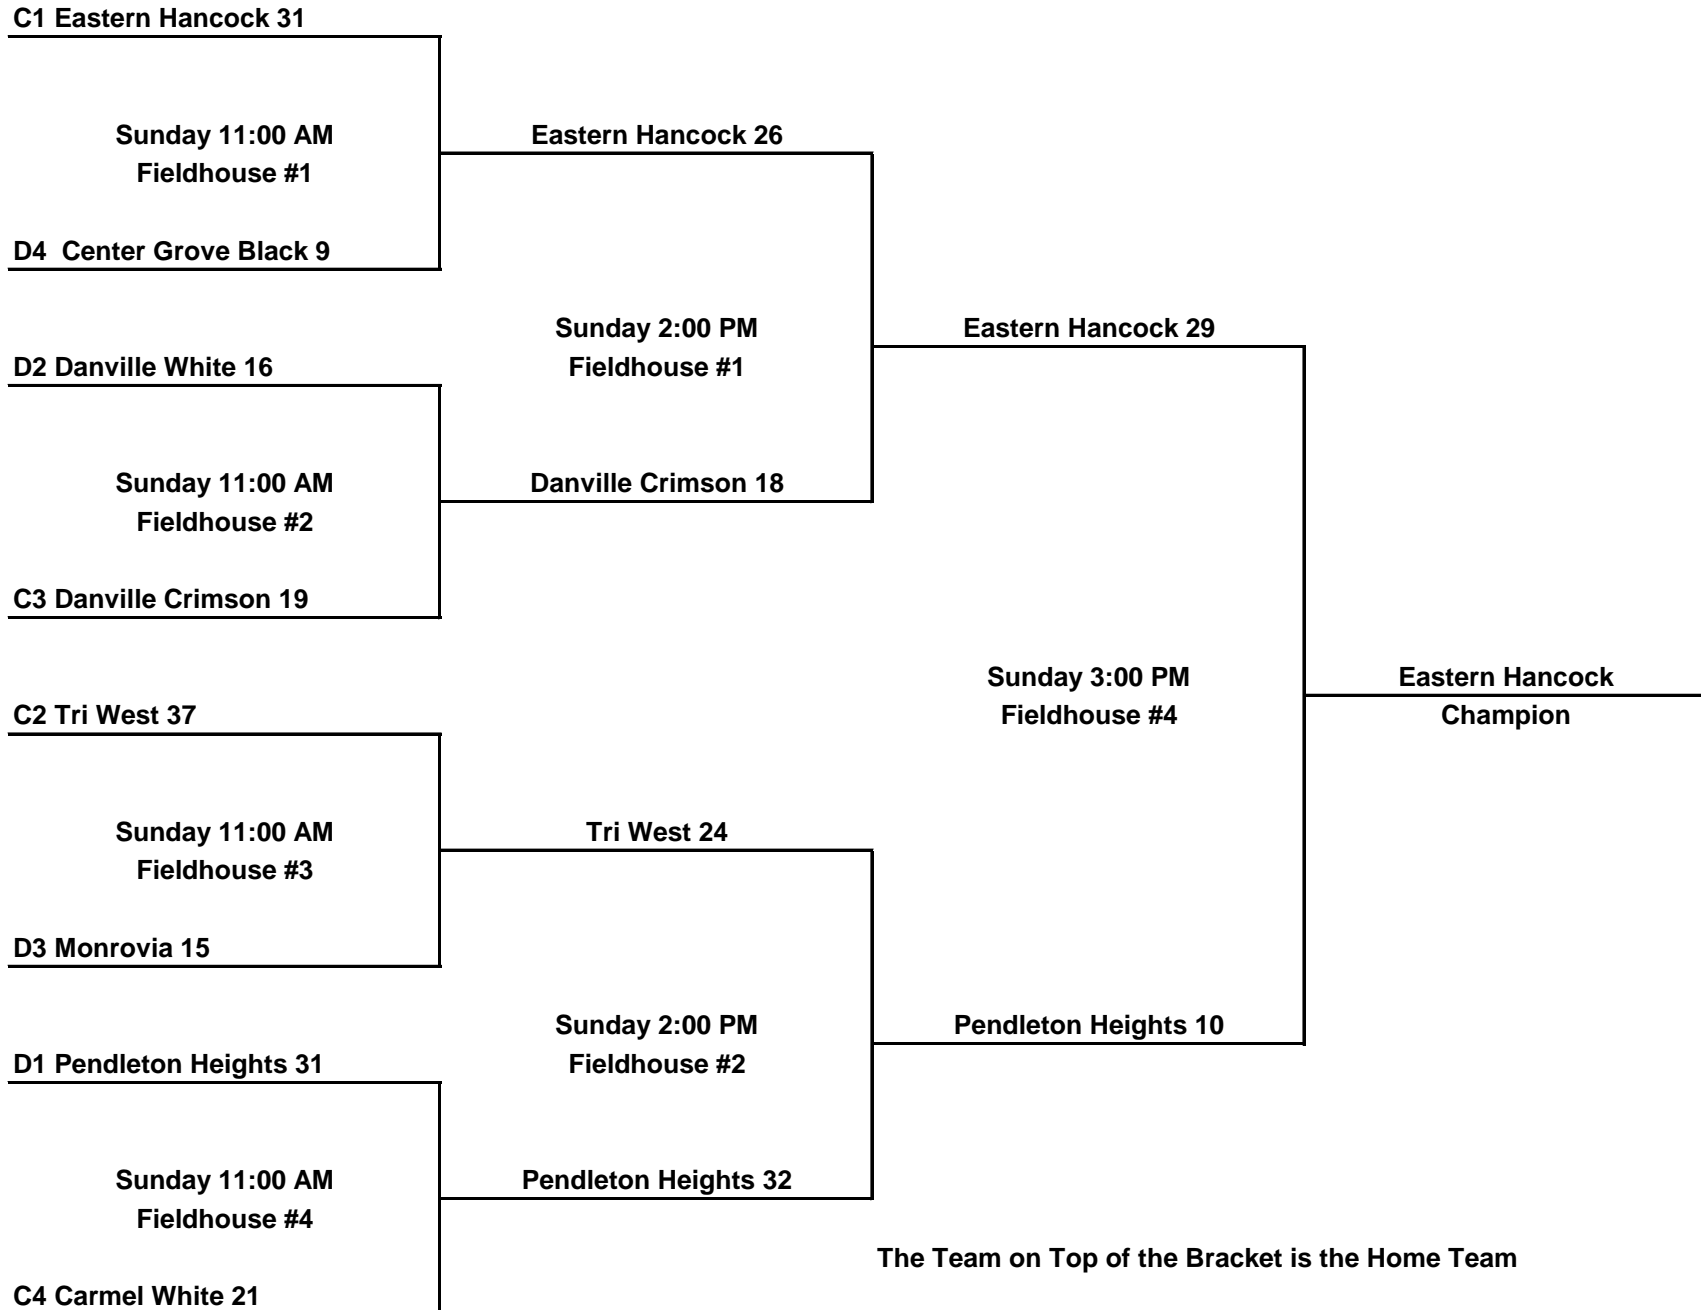 C1 Eastern Hancock 31
Sunday 11:00 AM
Fieldhouse #1
Eastern Hancock 26
D4  Center Grove Black 9
Sunday 2:00 PM
Fieldhouse #1
Eastern Hancock 29
D2 Danville White 16
Sunday 11:00 AM
Fieldhouse #2
Danville Crimson 18
C3 Danville Crimson 19
Sunday 3:00 PM
Fieldhouse #4
Eastern Hancock
Champion
C2 Tri West 37
Sunday 11:00 AM
Fieldhouse #3
Tri West 24
D3 Monrovia 15
Sunday 2:00 PM
Fieldhouse #2
Pendleton Heights 10
D1 Pendleton Heights 31
Sunday 11:00 AM
Fieldhouse #4
Pendleton Heights 32
The Team on Top of the Bracket is the Home Team
C4 Carmel White 21